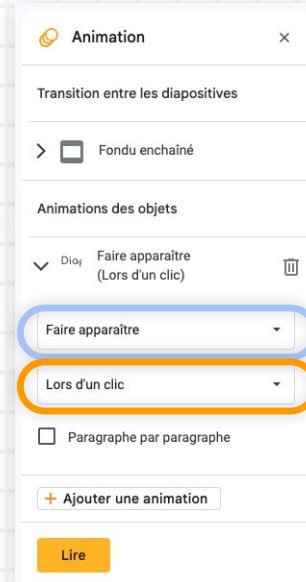 Animation
Transition entre les diapositives
Fondu enchaîné
Animations des objets
Diaj
Faire apparaître
(Lors d'un clic)
Faire apparaître
Lors d'un clic
Paragraphe par paragraphe
+ Ajouter une animation
Lire